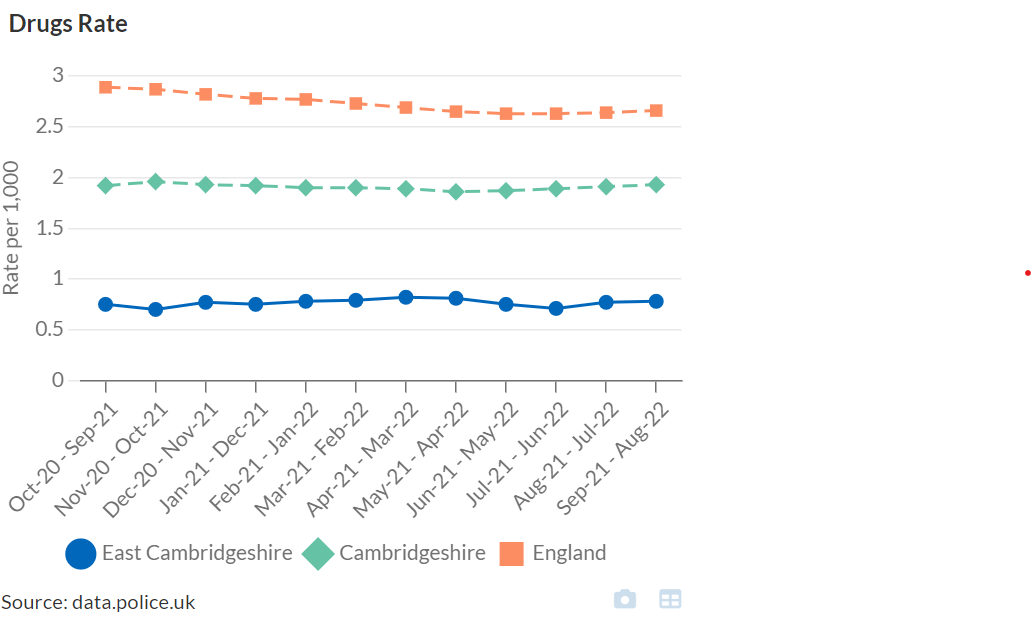 Drugs Rate
Rate per 1,000
3
2.5
2
1.5
1
0.5
0
Oct-20 - Sep-21
Nov-20 - Oct-21
Dec-20 - Nov-21
Jan-21 - Dec-21
Feb-21 - Jan-22
Mar-21 - Feb-22
Apr-21 - Mar-22
May-21 - Apr-22
Jun-21 - May-22
Jul-21 - Jun-22
Aug-21 - Jul-22
Sep-21 - Aug-22
East Cambridgeshire Cambridgeshire England
Source: data.police.uk